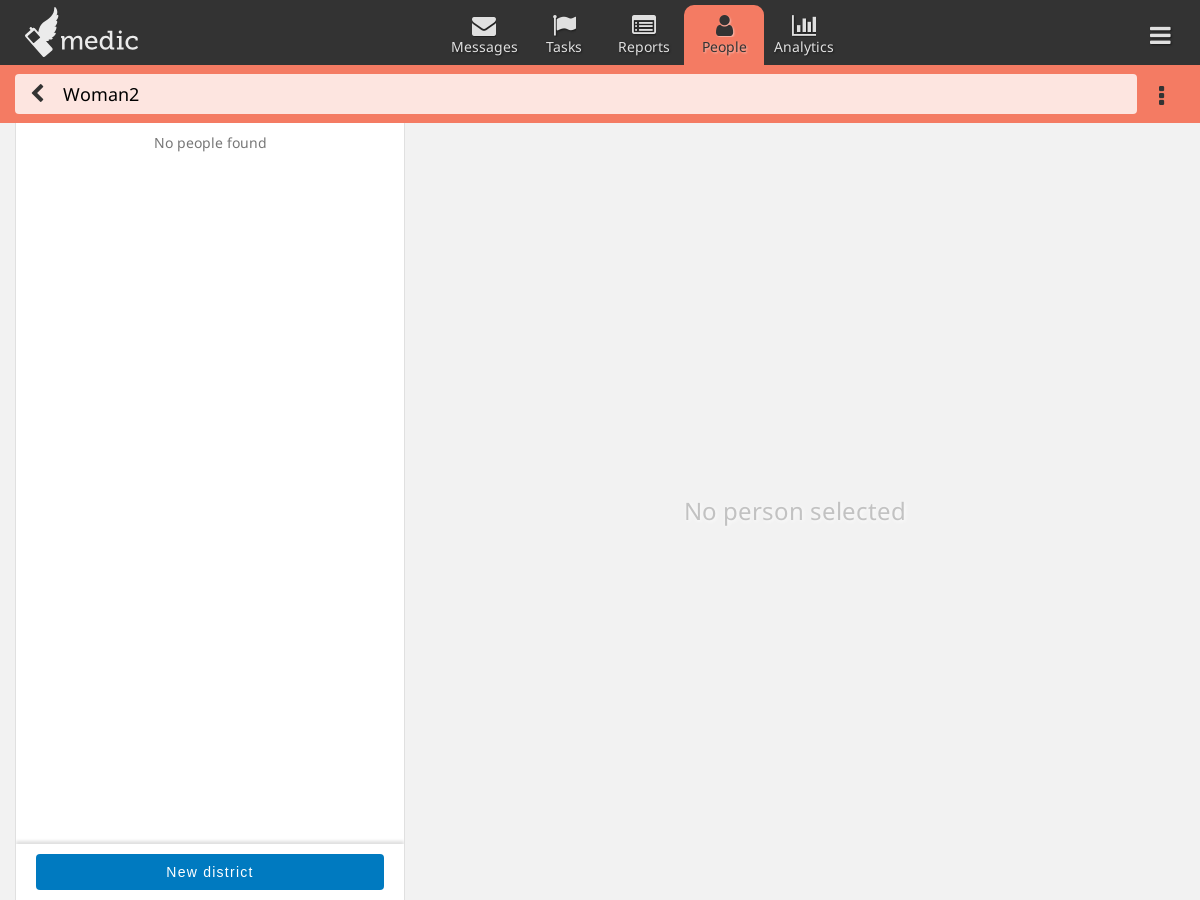 medic
Messages
Tasks
Reports
People
Analytics
Woman2
No people found
No person selected
New district